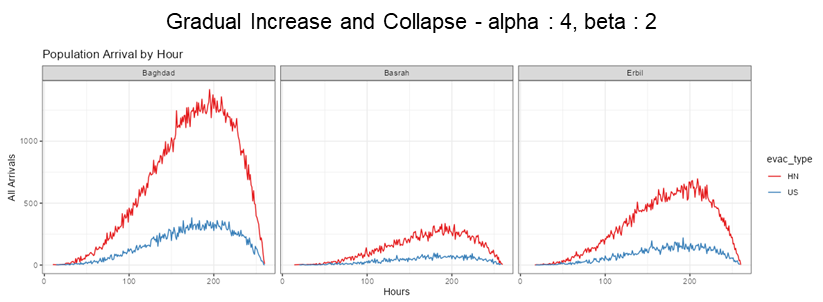 Gradual Increase and Collapse - alpha : 4, beta : 2
Population Arrival by Hour
Baghdad Basrah Erbil
All Arrivals
1000
500
0
evac_type
HN
US
0 100 200 0 100 200 0 100 200
Hours